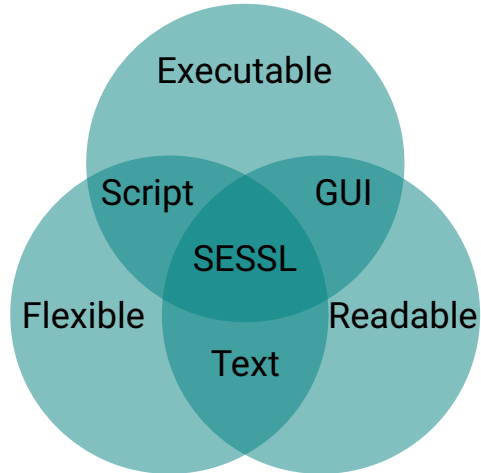 Executable
Script
GUI
SESSL
Flexible
Readable
Text